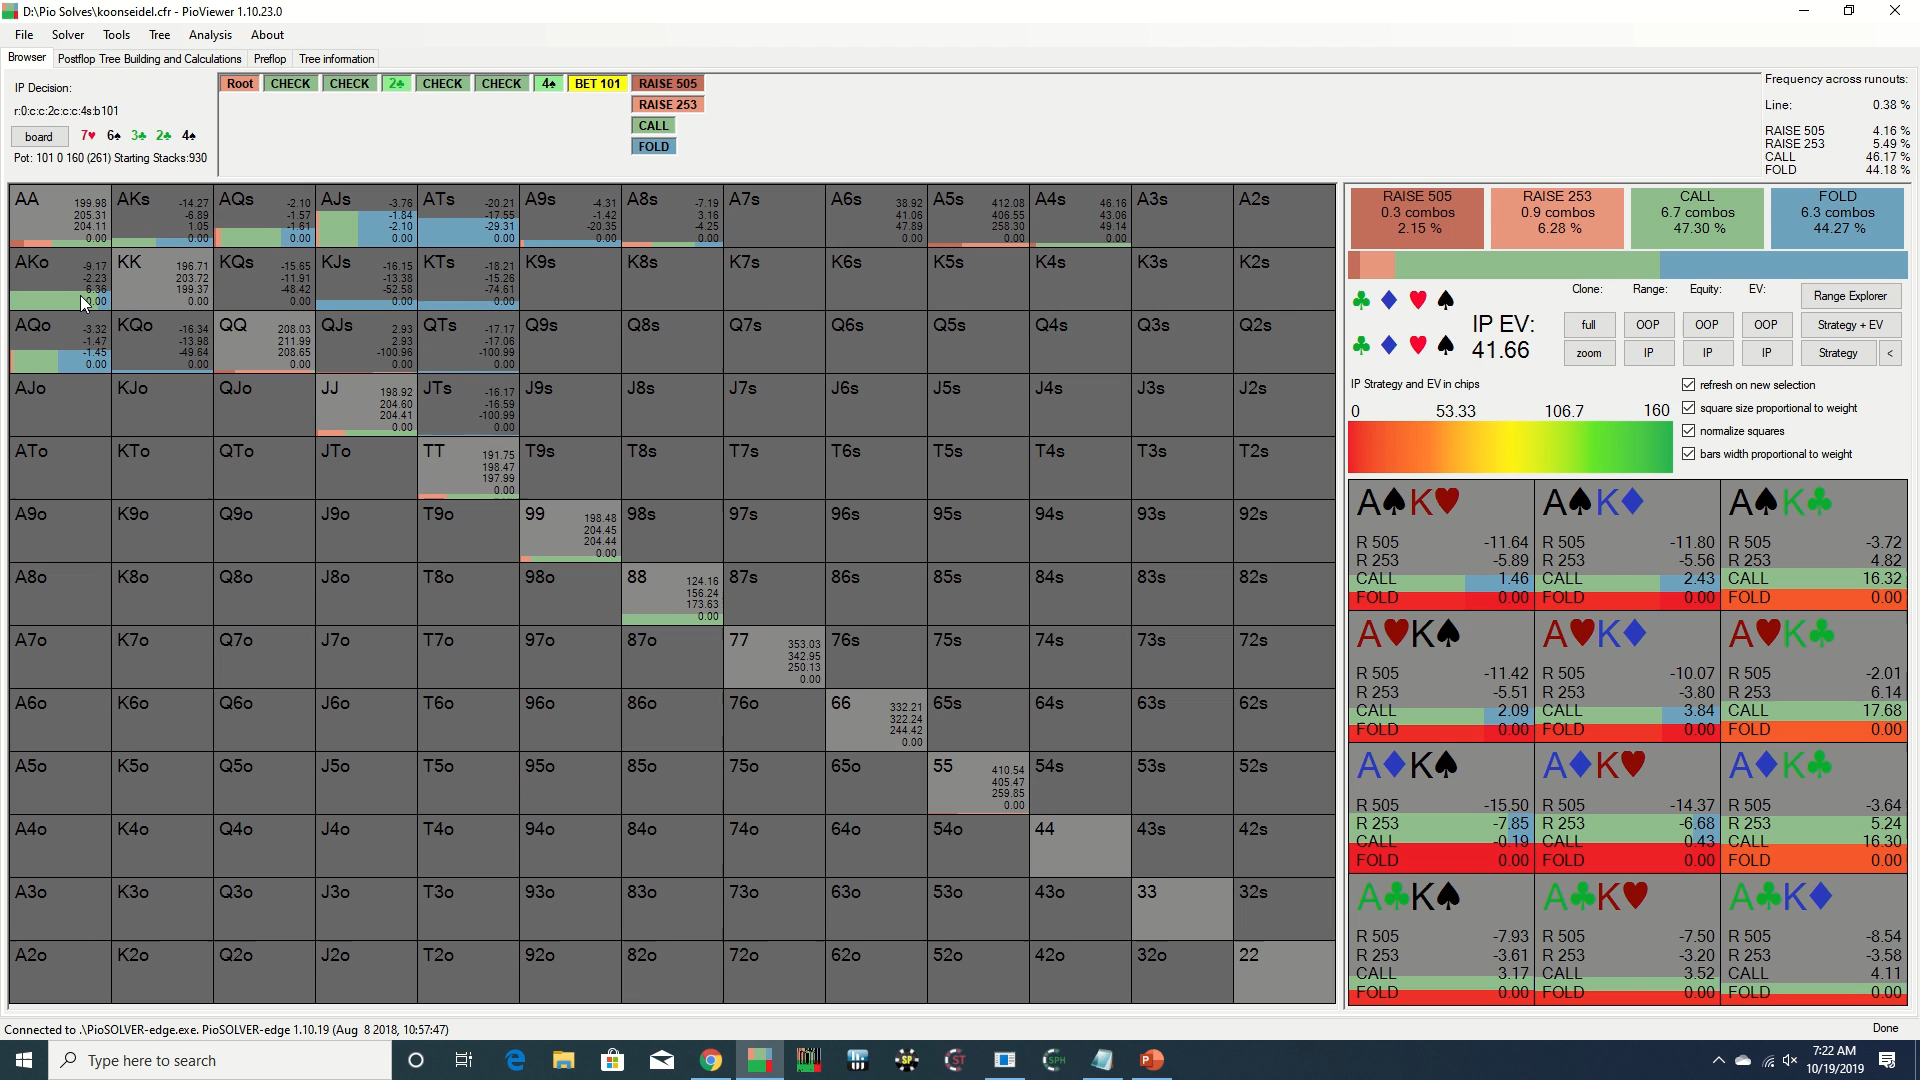 D:\Pio Solves\koonseidel.cfr - PioViewer 1.10.23.0
File Solver Tools Tree Analysis About
Browser Postflop Tree Building and Calculations Preflop Tree information
IP Decision:
r:0:c:c:2c:c:c:4s:b101
board 7♥ 6♠ 3♣ 2♣ 4♠
Pot: 101 0 160 (261) Starting Stacks:930
Root CHECK CHECK 2♣ CHECK CHECK 4♠ BET 101 RAISE 505
RAISE 253
CALL
FOLD
Frequency across runouts:
Line: 0.38 %
RAISE 505 4.16 %
RAISE 253 5.49 %
CALL 46.17 %
FOLD 44.18 %
AA 199.98 205.31 204.11 0.00
AKs -14.27 -6.89 1.05 0.00
AQs -2.10 -1.57 -1.61 0.00
AJs -3.76 -1.84 -2.10 0.00
ATs -20.21 -17.55 -29.31 0.00
A9s -4.31 -1.42 -20.35 0.00
A8s -7.19 3.16 -4.25 0.00
A7s
A6s 38.92 41.06 47.89 0.00
A5s 412.08 406.55 258.30 0.00
A4s 46.16 43.06 49.14 0.00
A3s
A2s
AKo -9.17 -2.23 6.36 0.00
KK 196.71 203.72 199.37 0.00
KQs -15.65 -11.91 -48.42 0.00
KJs -16.15 -13.38 -52.58 0.00
KTs -18.21 -15.26 -74.61 0.00
K9s K8s K7s K6s K5s K4s K3s K2s
AQo -3.32 -1.47 -1.45 0.00
KQo -16.34 -13.98 -49.64 0.00
QQ 208.03 211.99 208.65 0.00
QJs 2.93 2.93 -100.96 0.00
QTs -17.17 -17.06 -100.99 0.00
Q9s Q8s Q7s Q6s Q5s Q4s Q3s Q2s
AJo KJo QJo
JJ 198.92 204.60 204.41 0.00
JTs -16.17 -16.59 -100.99 0.00
J9s J8s J7s J6s J5s J4s J3s J2s
ATo KTo QTo JTo
TT 191.75 198.47 197.99 0.00
T9s T8s T7s T6s T5s T4s T3s T2s
A9o K9o Q9o J9o T9o
99 198.48 204.45 204.44 0.00
98s 97s 96s 95s 94s 93s 92s
A8o K8o Q8o J8o T8o 98o
88 124.16 156.24 173.63 0.00
87s 86s 85s 84s 83s 82s
A7o K7o Q7o J7o T7o 97o 87o
77 353.03 342.95 250.13 0.00
76s 75s 74s 73s 72s
A6o K6o Q6o J6o T6o 96o 86o 76o
66 332.21 322.24 244.42 0.00
65s 64s 63s 62s
A5o K5o Q5o J5o T5o 95o 85o 75o 65o
55 410.54 405.47 259.85 0.00
54s 53s 52s
A4o K4o Q4o J4o T4o 94o 84o 74o 64o 54o 44 43s 42s
A3o K3o Q3o J3o T3o 93o 83o 73o 63o 53o 43o 33 32s
A2o K2o Q2o J2o T2o 92o 82o 72o 62o 52o 42o 32o 22
RAISE 505 RAISE 253 CALL FOLD
0.3 combos 0.9 combos 6.7 combos 6.3 combos
2.15 % 6.28 % 47.30 % 44.27 %
♣ ♦ ♥ ♠
♣ ♦ ♥ ♠
IP EV:
41.66
Clone: Range: Equity: EV: Range Explorer
full OOP OOP OOP Strategy + EV
zoom IP IP IP Strategy <
IP Strategy and EV in chips
0 53.33 106.7 160
refresh on new selection
square size proportional to weight
normalize squares
bars width proportional to weight
A♠K♥ A♠K♦ A♠K♣
R 505 -11.64 R 505 -11.80 R 505 -3.72
R 253 -5.89 R 253 -5.56 R 253 4.82
CALL 1.46 CALL 2.43 CALL 16.32
FOLD 0.00 FOLD 0.00 FOLD 0.00
A♥K♠ A♥K♦ A♥K♣
R 505 -11.42 R 505 -10.07 R 505 -2.01
R 253 -5.51 R 253 -3.80 R 253 6.14
CALL 2.09 CALL 3.84 CALL 17.68
FOLD 0.00 FOLD 0.00 FOLD 0.00
A♦K♠ A♦K♥ A♦K♣
R 505 -15.50 R 505 -14.37 R 505 -3.64
R 253 -7.85 R 253 -6.68 R 253 5.24
CALL -0.19 CALL 0.43 CALL 16.30
FOLD 0.00 FOLD 0.00 FOLD 0.00
A♣K♠ A♣K♥ A♣K♦
R 505 -7.93 R 505 -7.50 R 505 -8.54
R 253 -3.61 R 253 -3.20 R 253 -3.58
CALL 3.17 CALL 3.52 CALL 4.11
FOLD 0.00 FOLD 0.00 FOLD 0.00
Connected to .\PioSOLVER-edge.exe. PioSOLVER-edge 1.10.19 (Aug 8 2018, 10:57:47) Done
Type here to search
SP ST SPH
7:22 AM
10/19/2019